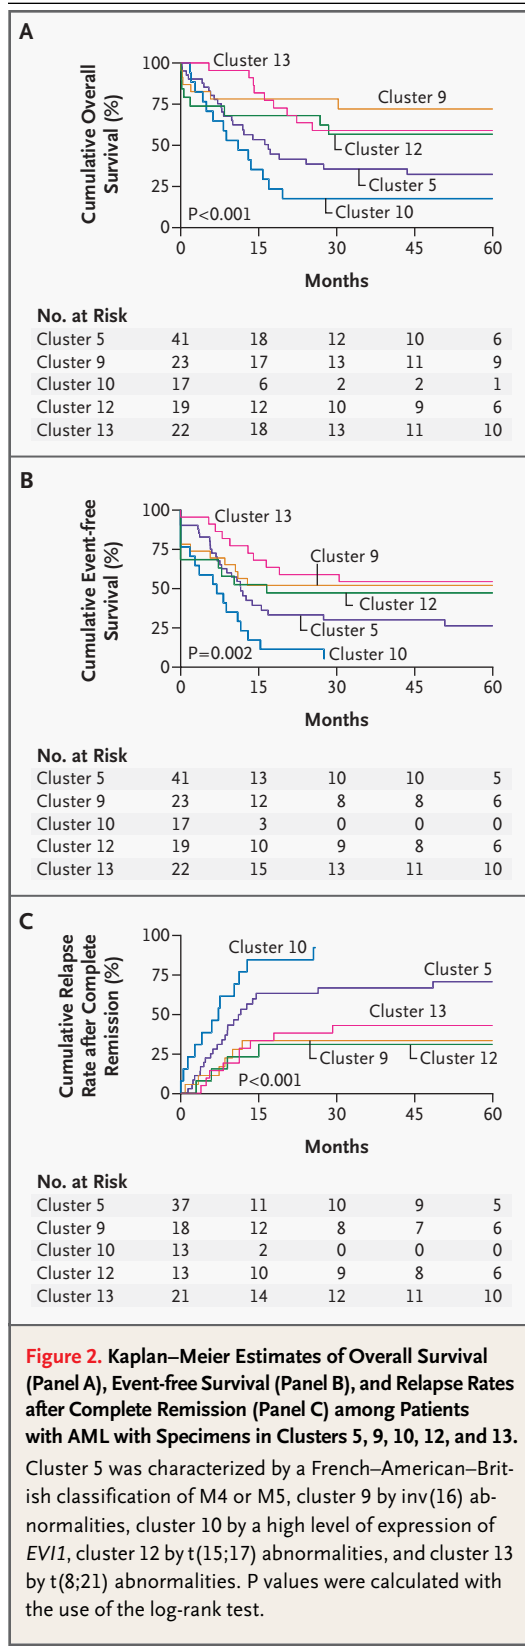 A
Cumulative Overall
Survival (%)
100
75
50
25
0
Cluster 13
Cluster 9
Cluster 12
Cluster 5
Cluster 10
P<0.001
0 15 30 45 60
Months
No. at Risk
Cluster 5 41 18 12 10 6
Cluster 9 23 17 13 11 9
Cluster 10 17 6 2 2 1
Cluster 12 19 12 10 9 6
Cluster 13 22 18 13 11 10
B
Cumulative Event-free
Survival (%)
100
75
50
25
0
Cluster 13
Cluster 9
Cluster 12
Cluster 5
Cluster 10
P=0.002
0 15 30 45 60
Months
No. at Risk
Cluster 5 41 13 10 10 5
Cluster 9 23 12 8 8 6
Cluster 10 17 3 0 0 0
Cluster 12 19 10 9 8 6
Cluster 13 22 15 13 11 10
C
Cumulative Relapse
Rate after Complete
Remission (%)
100
75
50
25
0
Cluster 10
Cluster 5
Cluster 13
Cluster 9
Cluster 12
P<0.001
0 15 30 45 60
Months
No. at Risk
Cluster 5 37 11 10 9 5
Cluster 9 18 12 8 7 6
Cluster 10 13 2 0 0 0
Cluster 12 13 10 9 8 6
Cluster 13 21 14 12 11 10
Figure 2. Kaplan–Meier Estimates of Overall Survival
(Panel A), Event-free Survival (Panel B), and Relapse Rates
after Complete Remission (Panel C) among Patients
with AML with Specimens in Clusters 5, 9, 10, 12, and 13.
Cluster 5 was characterized by a French–American–Brit-
ish classification of M4 or M5, cluster 9 by inv(16) ab-
normalities, cluster 10 by a high level of expression of
EVI1, cluster 12 by t(15;17) abnormalities, and cluster 13
by t(8;21) abnormalities. P values were calculated with
the use of the log-rank test.